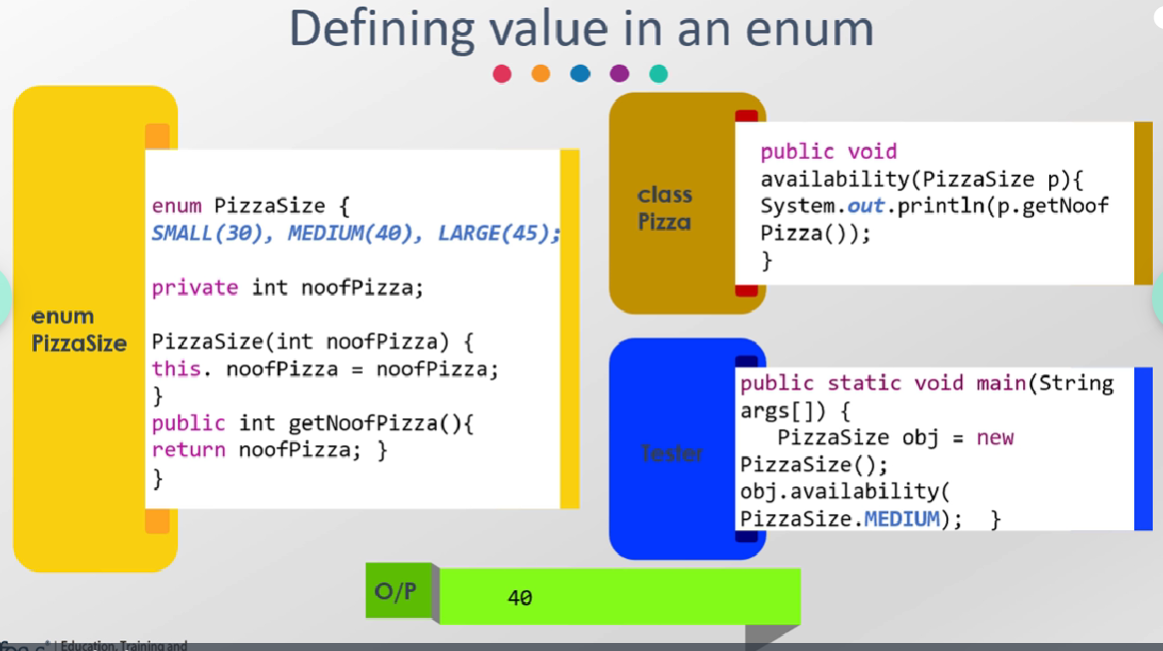 Defining value in an enum
enum
PizzaSize
enum PizzaSize {
SMALL(30), MEDIUM(40), LARGE(45);
private int noofPizza;
PizzaSize(int noofPizza) {
this. noofPizza = noofPizza;
}
public int getNoofPizza(){
return noofPizza; }
}
class
Pizza
public void
availability(PizzaSize p){
System.out.println(p.getNoof
Pizza());
}
Tester
public static void main(String
args[]) {
PizzaSize obj = new
PizzaSize();
obj.availability(
PizzaSize.MEDIUM); }
O/P
40
| Education, Training and